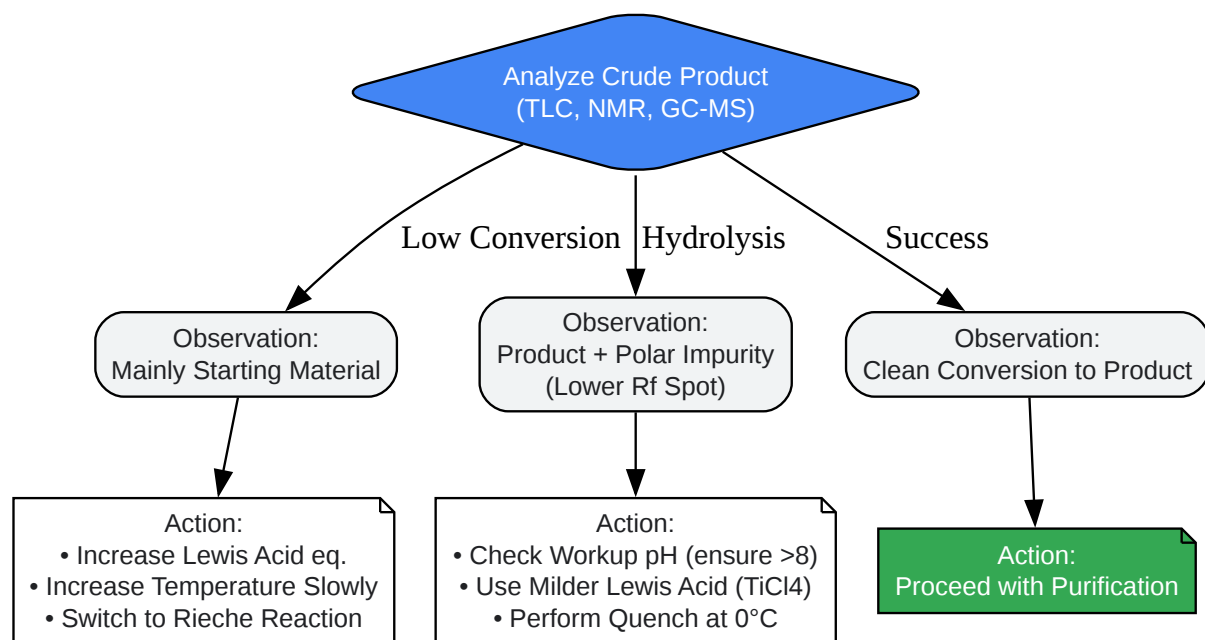 Analyze Crude Product
(TLC, NMR, GC-MS)
Low Conversion
Hydrolysis
Success
Observation:
Mainly Starting Material
Observation:
Product + Polar Impurity
(Lower Rf Spot)
Observation:
Clean Conversion to Product
Action:
• Increase Lewis Acid eq.
• Increase Temperature Slowly
• Switch to Rieche Reaction
Action:
• Check Workup pH (ensure >8)
• Use Milder Lewis Acid (TiCl4)
• Perform Quench at 0°C
Action:
Proceed with Purification